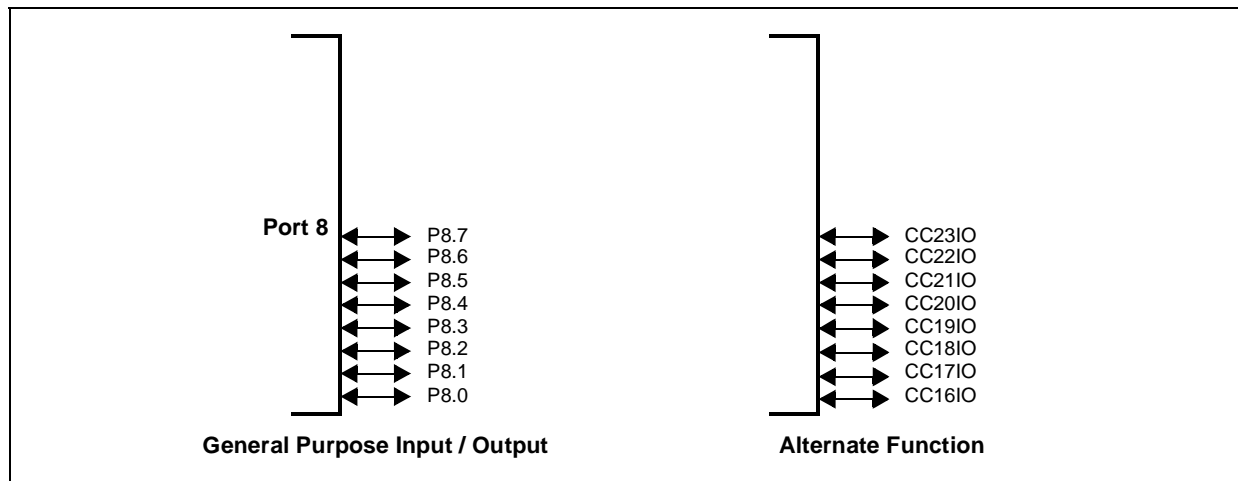 Port 8
P8.7
P8.6
P8.5
P8.4
P8.3
P8.2
P8.1
P8.0
General Purpose Input / Output
CC23IO
CC22IO
CC21IO
CC20IO
CC19IO
CC18IO
CC17IO
CC16IO
Alternate Function